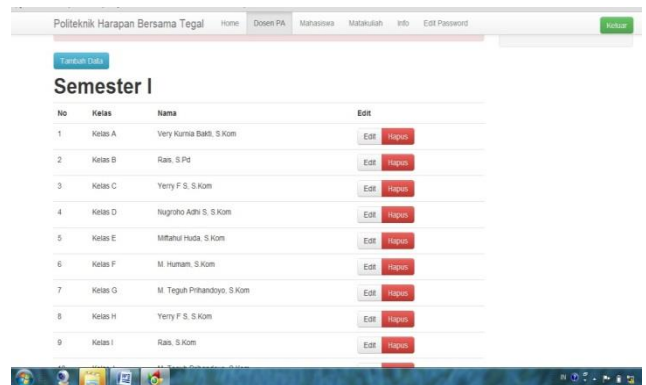 Politeknik Harapan Bersama Tegal Home Dosen PA Mahasiswa Matakuliah Info Edit Password Keluar
Tambah Data
Semester I
No Kelas Nama Edit
1 Kelas A Very Kurnia Bakti, S.Kom Edit Hapus
2 Kelas B Rais, S.Pd Edit Hapus
3 Kelas C Yerry F S, S.Kom Edit Hapus
4 Kelas D Nugroho Adhi S, S.Kom Edit Hapus
5 Kelas E Miftahul Huda, S.Kom Edit Hapus
6 Kelas F M. Humam, S.Kom Edit Hapus
7 Kelas G M. Teguh Prihandoyo, S.Kom Edit Hapus
8 Kelas H Yerry F S, S.Kom Edit Hapus
9 Kelas I Rais, S.Kom Edit Hapus